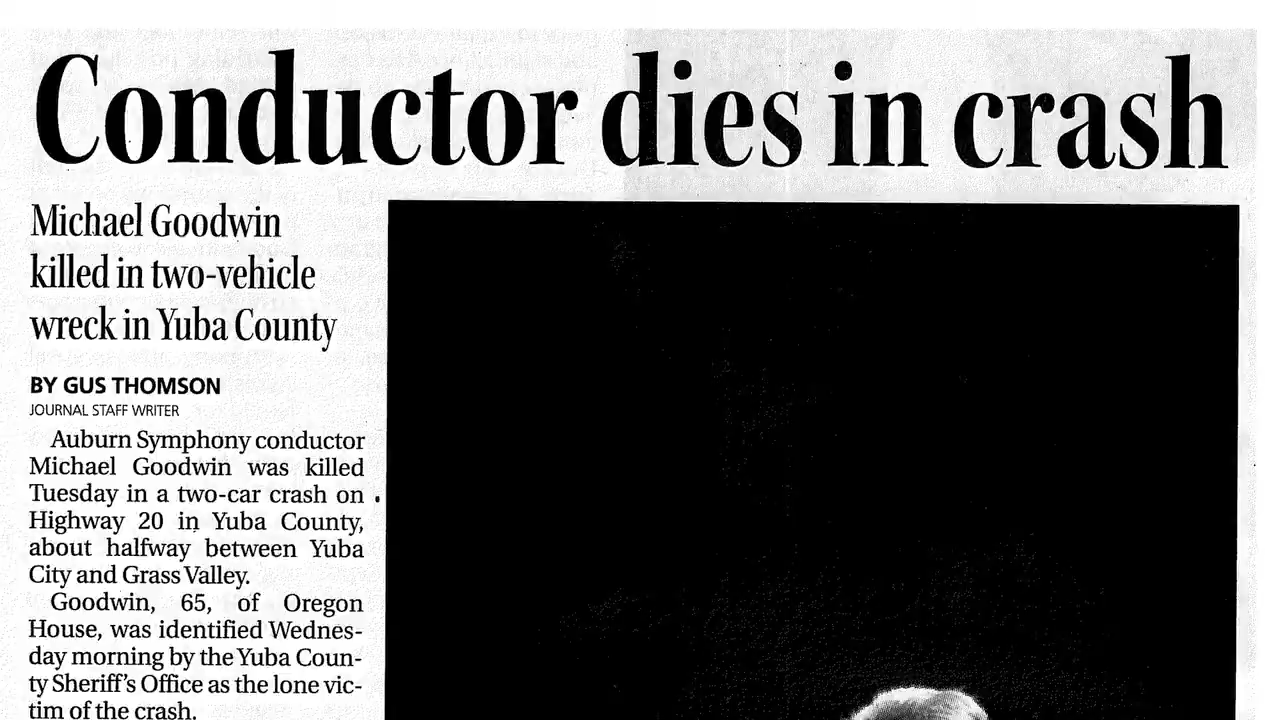 Conductor dies in crash
Michael Goodwin
killed in two-vehicle
wreck in Yuba County
BY GUS THOMSON
JOURNAL STAFF WRITER
Auburn Symphony conductor
Michael Goodwin was killed
Tuesday in a two-car crash on
Highway 20 in Yuba County,
about halfway between Yuba
City and Grass Valley.
Goodwin, 65, of Oregon
House, was identified Wednes-
day morning by the Yuba Coun-
ty Sheriff's Office as the lone vic-
tim of the crash.